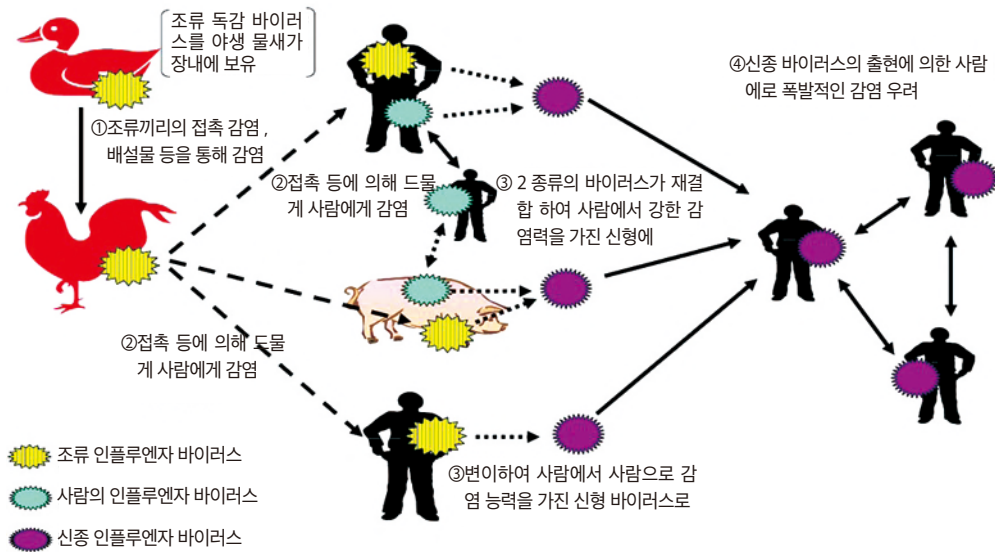 조류 독감 바이러
스를 야생 물새가
장내에 보유
①조류끼리의 접촉 감염 ,
배설물 등을 통해 감염
②접촉 등에 의해 드물
게 사람에게 감염
③ 2 종류의 바이러스가 재결
합 하여 사람에서 강한 감
염력을 가진 신형에
④신종 바이러스의 출현에 의한 사람
에로 폭발적인 감염 우려
②접촉 등에 의해 드물
게 사람에게 감염
③변이하여 사람에서 사람으로 감
염 능력을 가진 신형 바이러스로
조류 인플루엔자 바이러스
사람의 인플루엔자 바이러스
신종 인플루엔자 바이러스